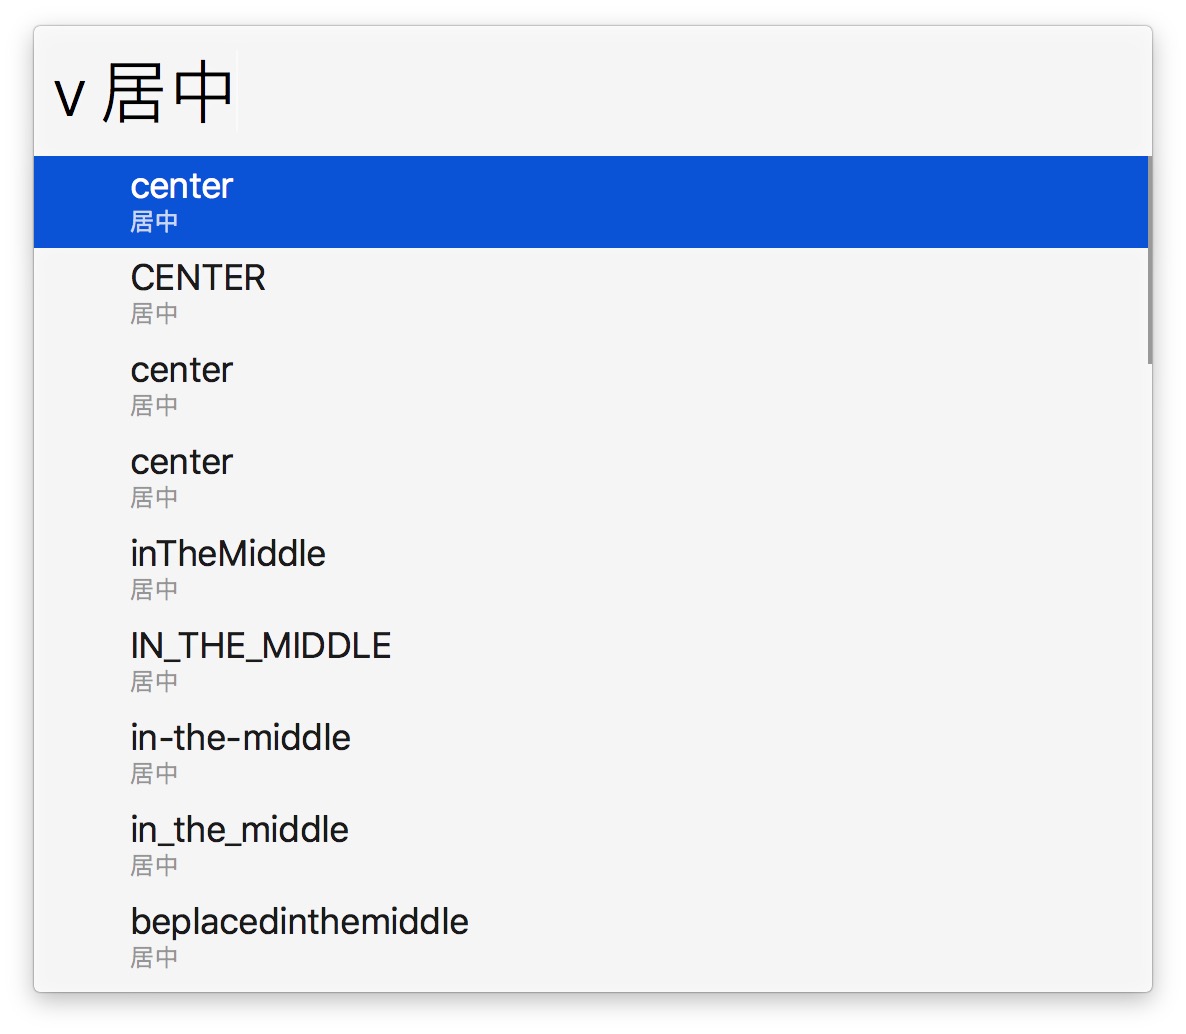 v 居中
center
居中
CENTER
居中
center
居中
center
居中
inTheMiddle
居中
IN_THE_MIDDLE
居中
in-the-middle
居中
in_the_middle
居中
beplacedinthemiddle
居中